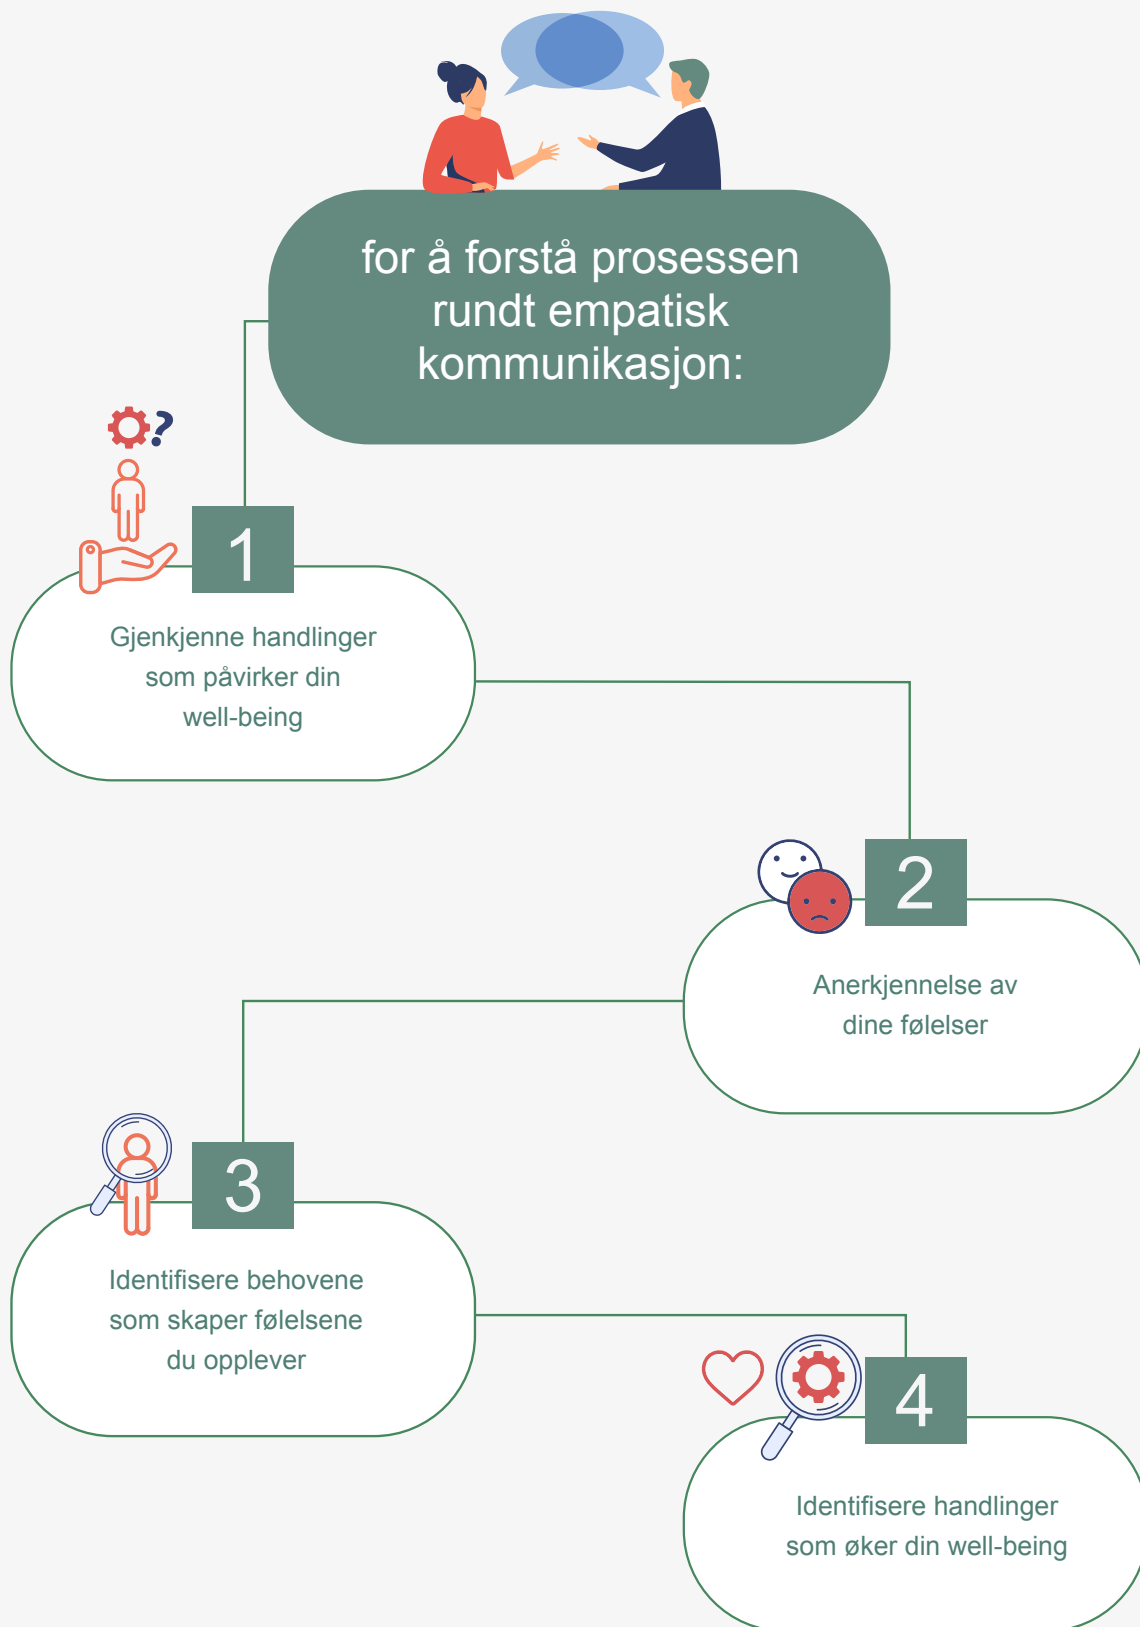 for å forstå prosessen
rundt empatisk
kommunikasjon:
?
1
Gjenkjenne handlinger
som påvirker din
well-being
2
Anerkjennelse av
dine følelser
3
Identifisere behovene
som skaper følelsene
du opplever
4
Identifisere handlinger
som øker din well-being